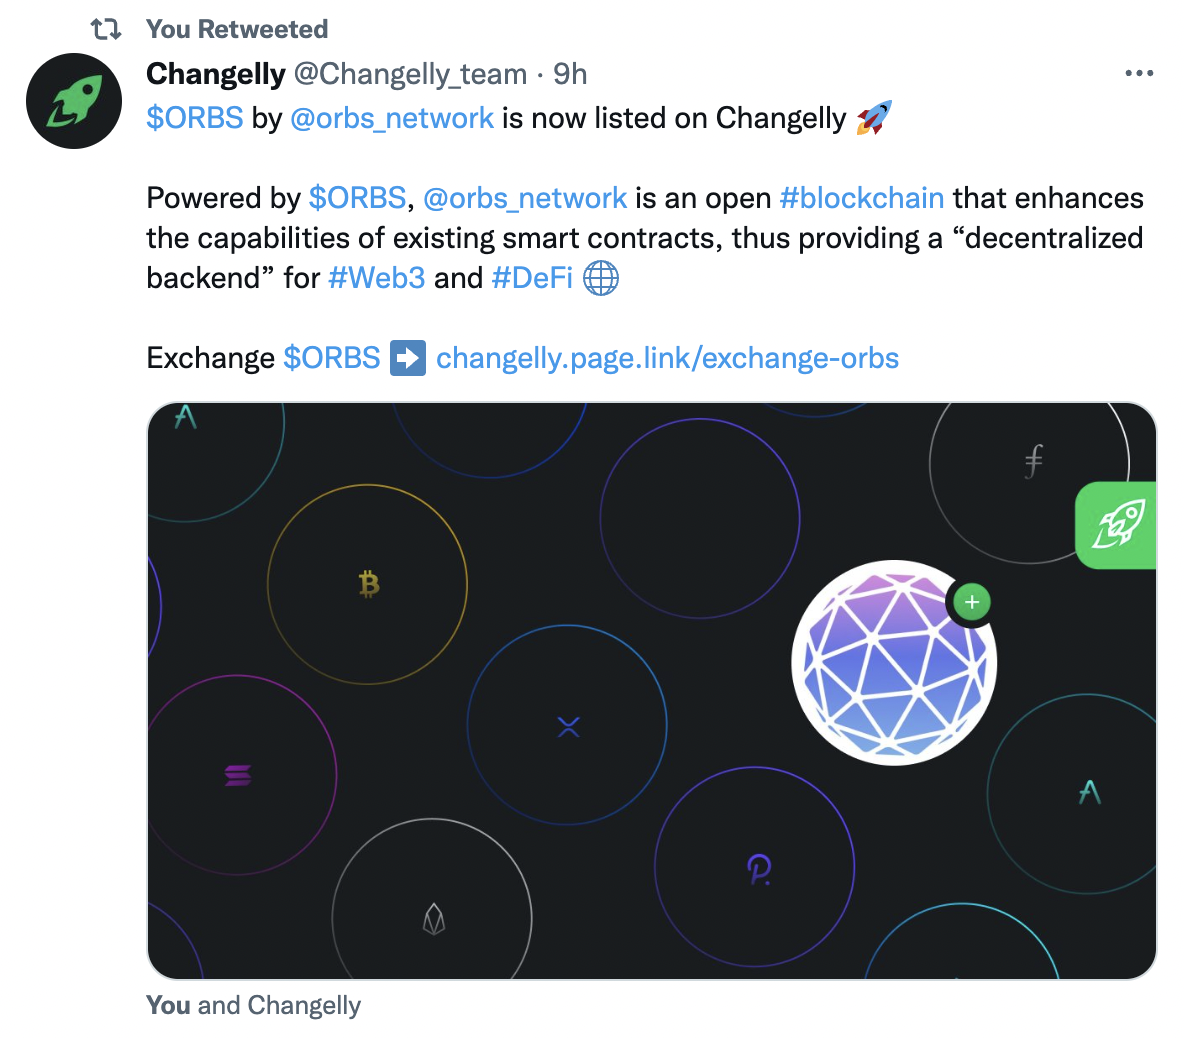 You Retweeted
Changelly @Changelly_team · 9h
$ORBS by @orbs_network is now listed on Changelly 🚀
Powered by $ORBS, @orbs_network is an open #blockchain that enhances
the capabilities of existing smart contracts, thus providing a “decentralized
backend” for #Web3 and #DeFi 🌐
Exchange $ORBS ➡️ changelly.page.link/exchange-orbs
You and Changelly